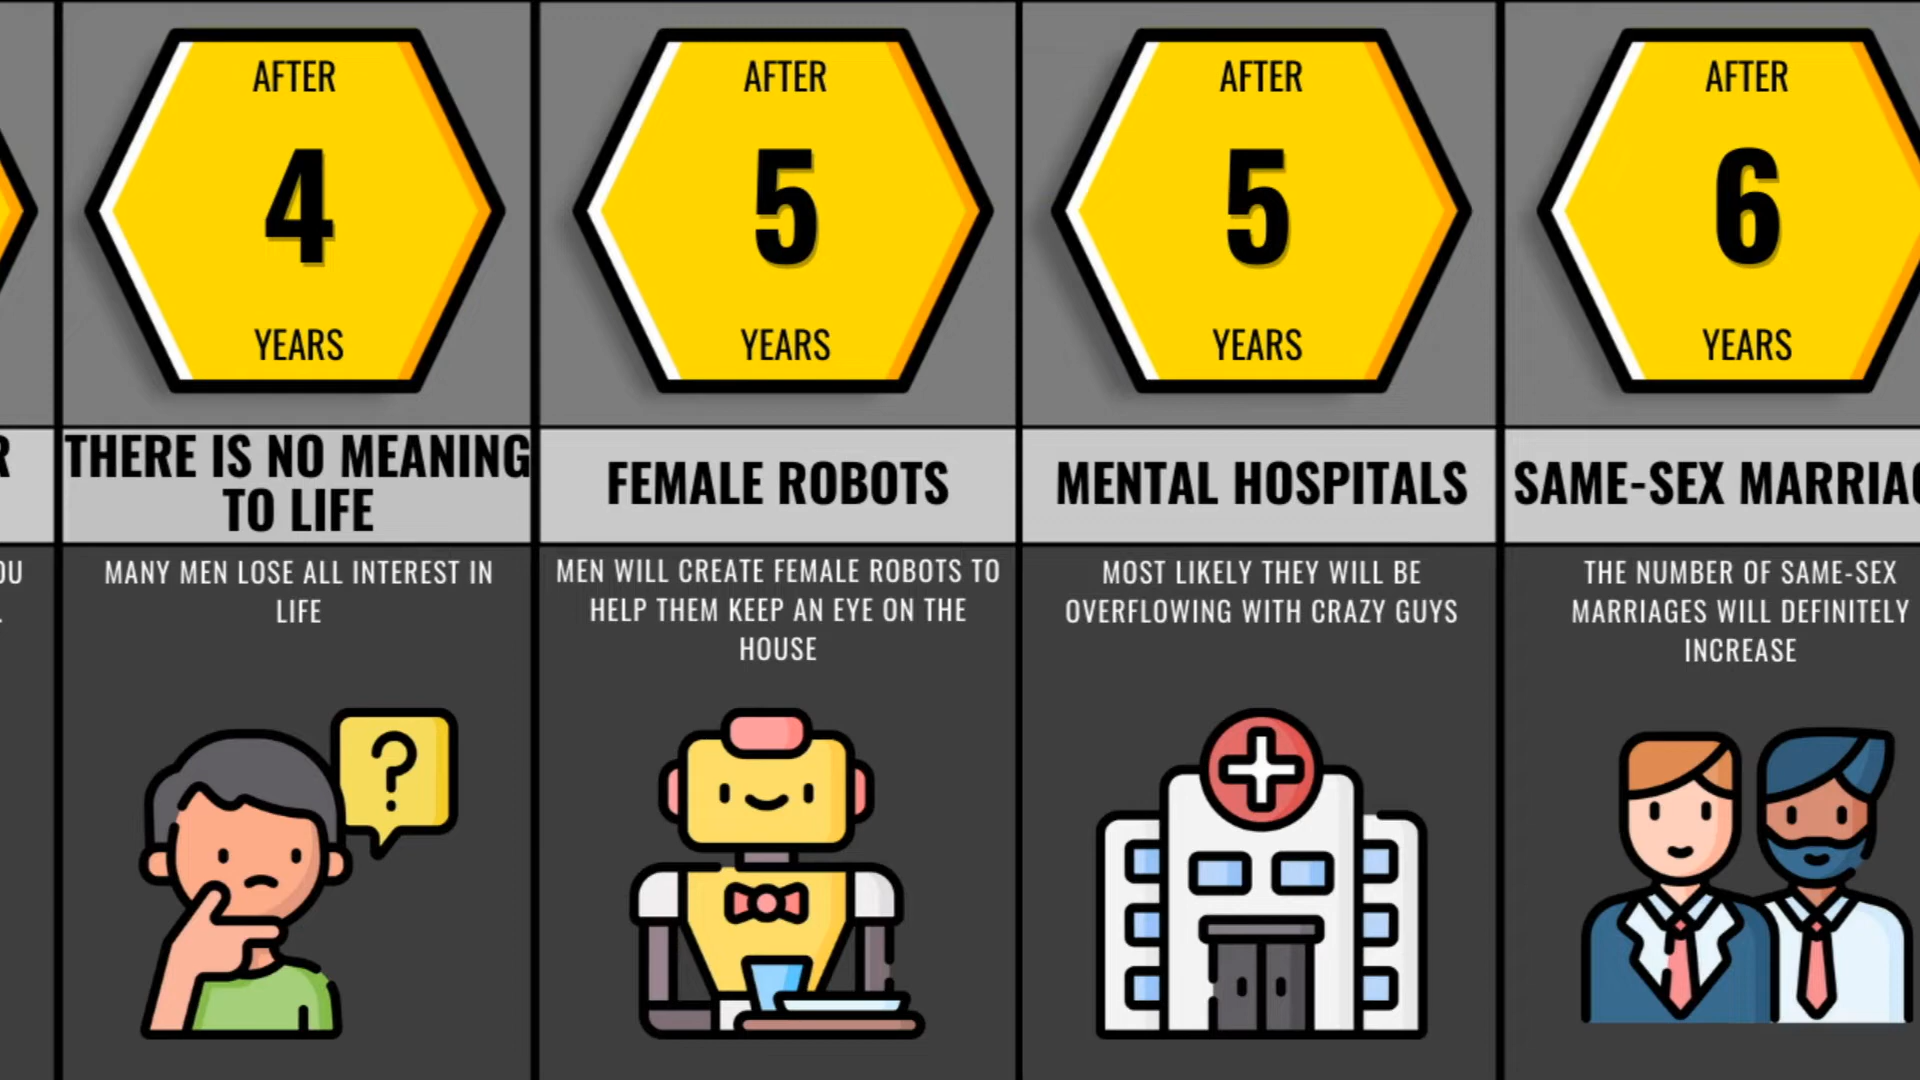 AFTER
4
YEARS
THERE IS NO MEANING
TO LIFE
MANY MEN LOSE ALL INTEREST IN
LIFE
?
AFTER
5
YEARS
FEMALE ROBOTS
MEN WILL CREATE FEMALE ROBOTS TO
HELP THEM KEEP AN EYE ON THE
HOUSE
AFTER
5
YEARS
MENTAL HOSPITALS
MOST LIKELY THEY WILL BE
OVERFLOWING WITH CRAZY GUYS
AFTER
6
YEARS
SAME-SEX
THE NUMBER OF SAME-SEX
MARRIAGES WILL DEFINITELY
INCREASE